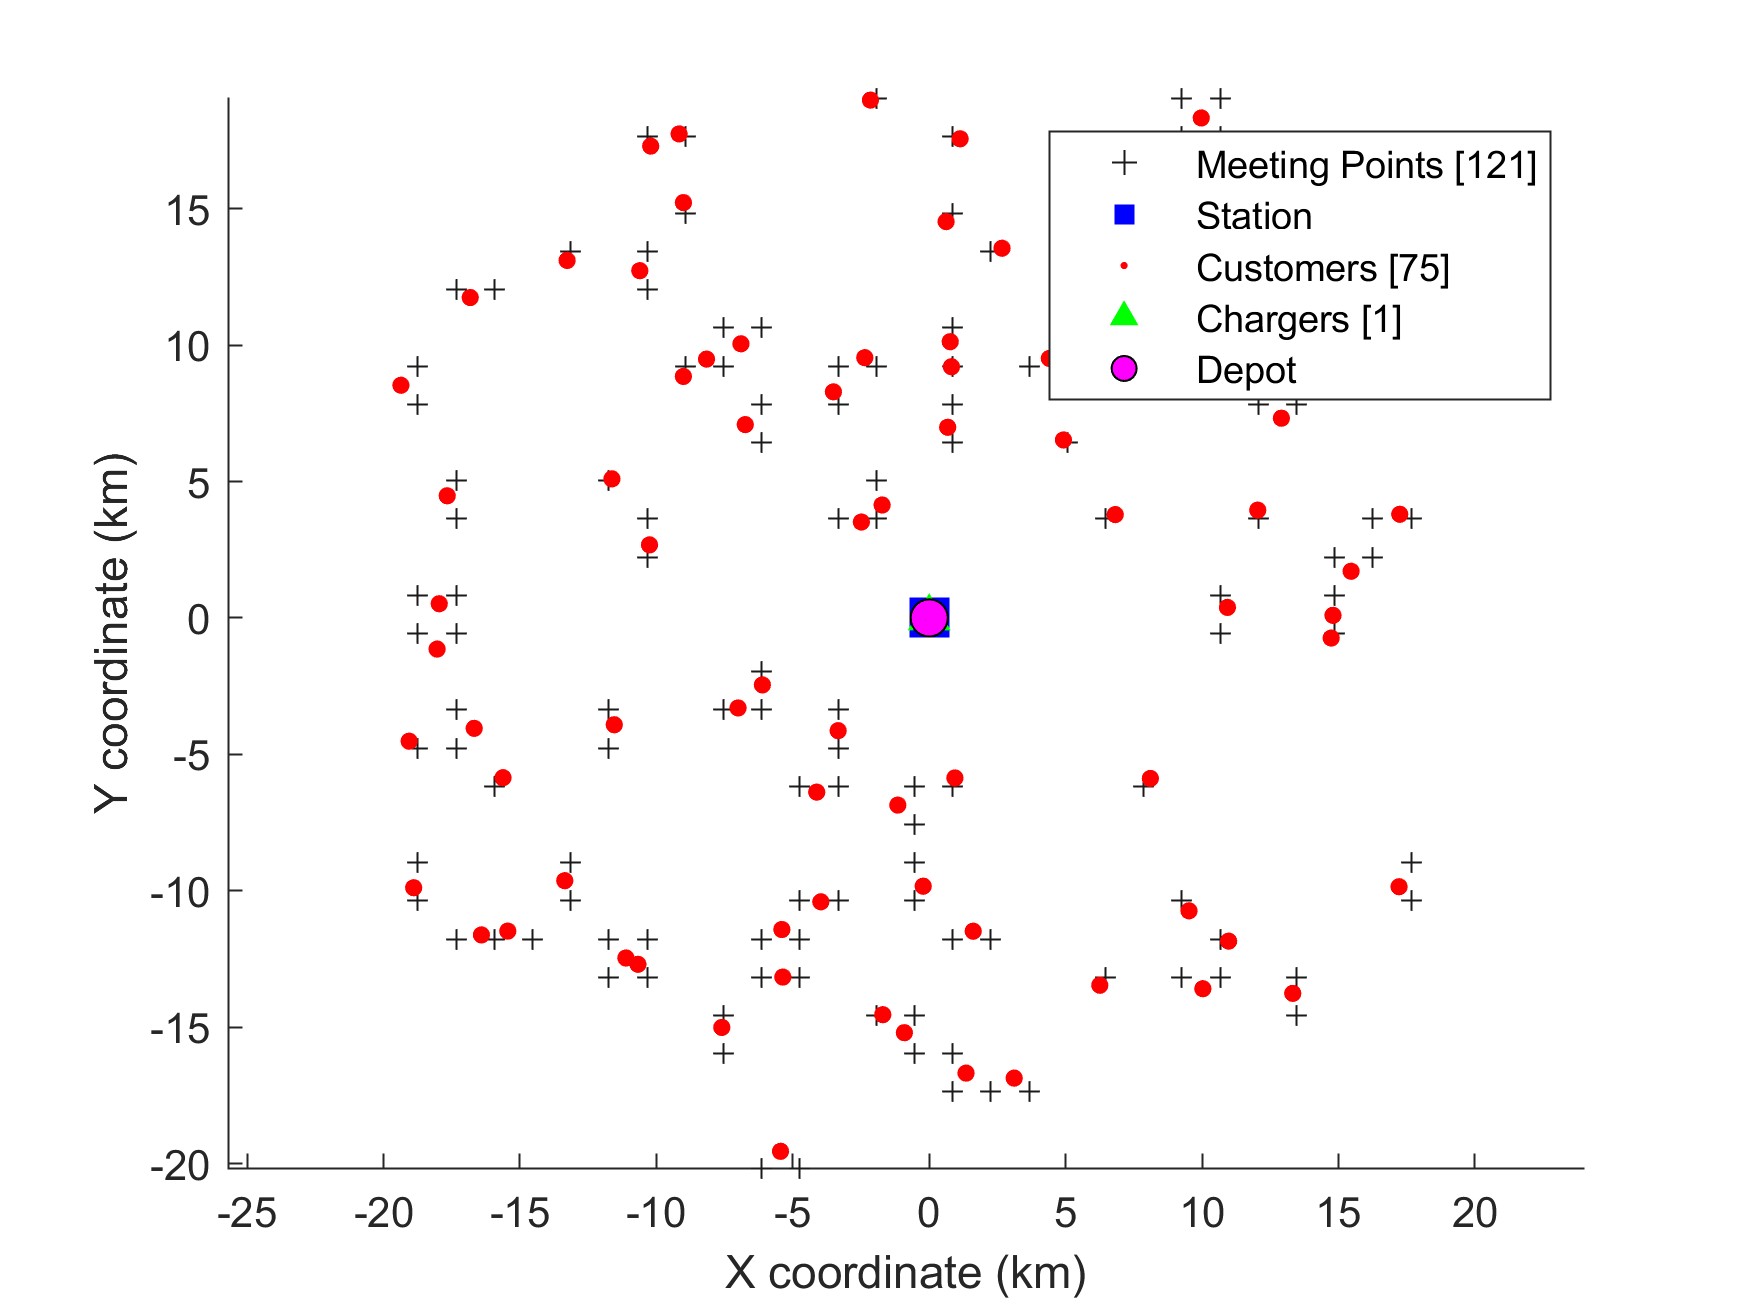 Meeting Points [121]
Station
Customers [75]
Chargers [1]
Depot
15
10
5
0
-5
-10
-15
-20
Y coordinate (km)
-25 -20 -15 -10 -5 0 5 10 15 20
X coordinate (km)